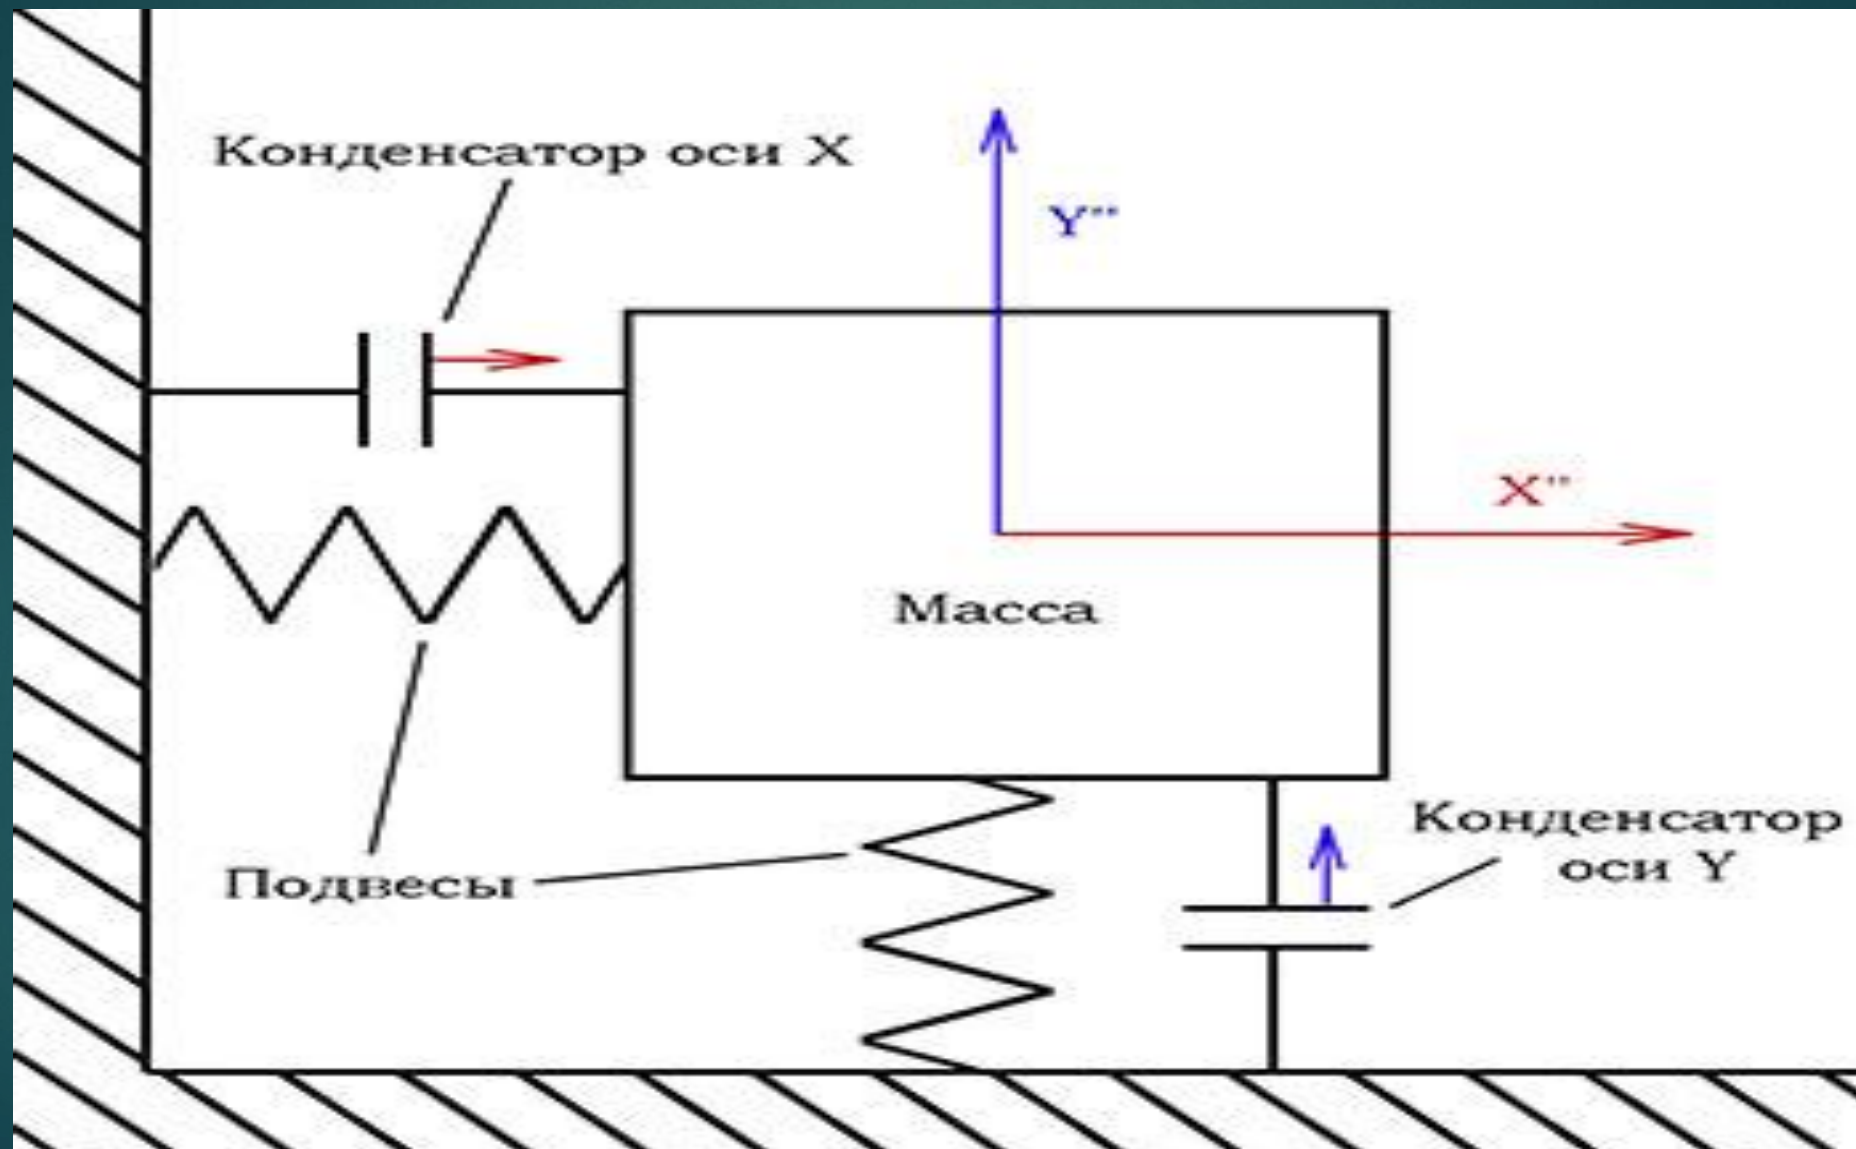 Конденсатор оси X
Y''
X''
Масса
Подвесы
Конденсатор
оси Y